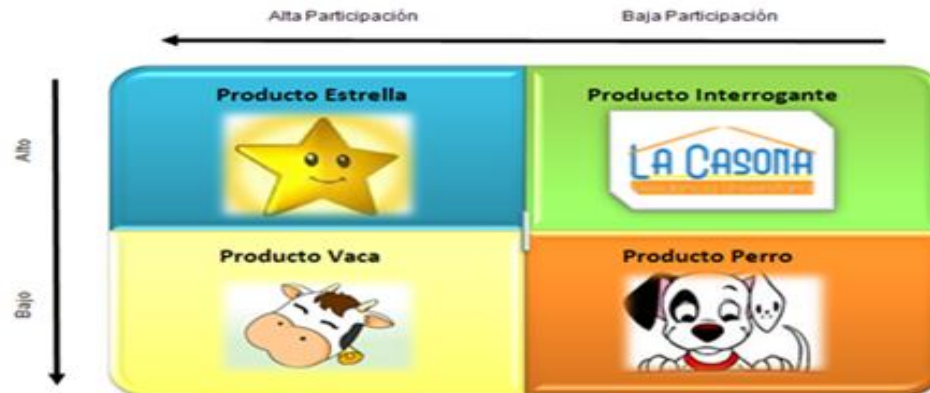 Alta Participación
Baja Participación
Alto
Bajo
Producto Estrella
Producto Interrogante
LA CASONA
Producto Vaca
Producto Perro